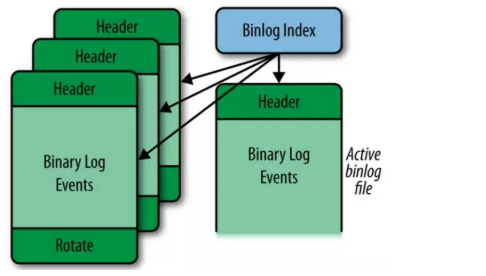 Header
Header
Header
Binary Log
Events
Rotate
Binlog Index
Header
Binary Log
Events
Active
binlog
file